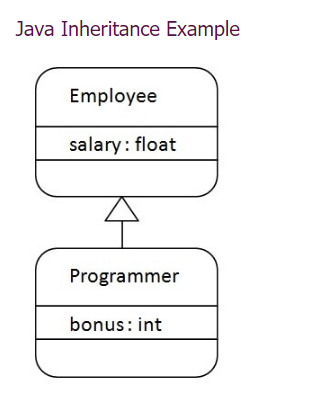 Java Inheritance Example
Employee
salary : float
Programmer
bonus : int